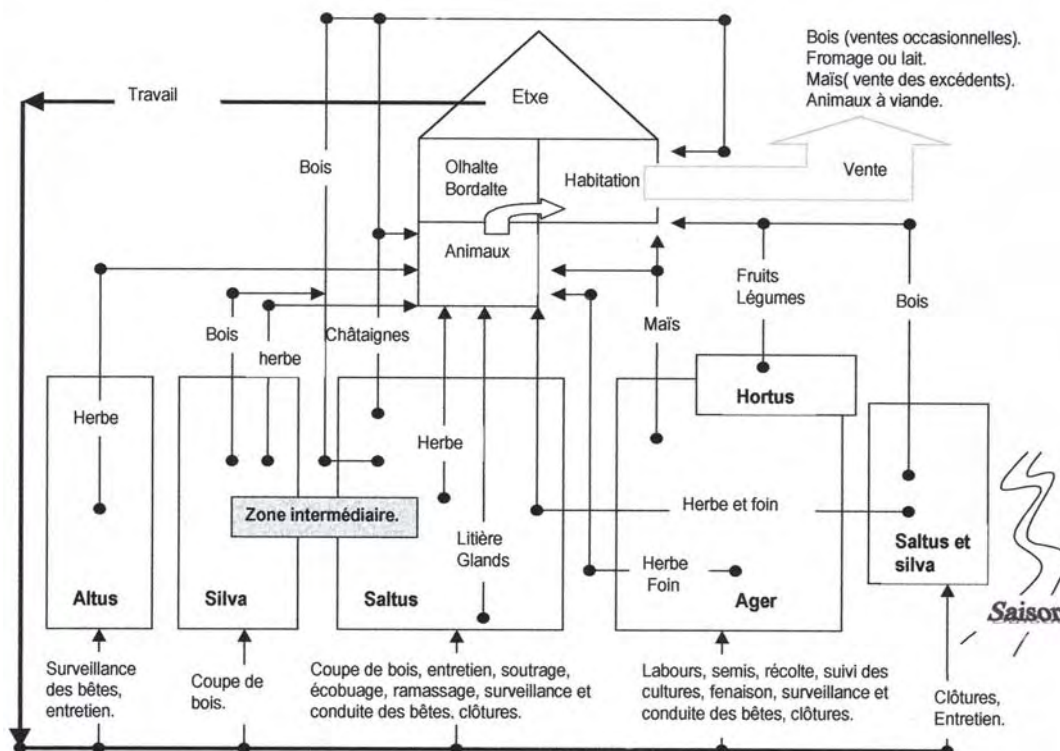 Bois (ventes occasionnelles).
Fromage ou lait.
Maïs( vente des excédents).
Animaux à viande.
Travail
Etxe
Bois
Olhalte
Bordalte
Habitation
Vente
Animaux
Fruits
Légumes
Bois
Bois
Châtaignes
Maïs
herbe
Herbe
Hortus
Herbe
Zone intermédiaire.
Herbe et foin
Litière
Glands
Saltus et
silva
Herbe
Foin
Altus
Silva
Saltus
Ager
Saison
Surveillance
des bêtes,
entretien.
Coupe de
bois.
Coupe de bois, entretien, soutrage,
écobuage, ramassage, surveillance et
conduite des bêtes, clôtures.
Labours, semis, récolte, suivi des
cultures, fenaison, surveillance et
conduite des bêtes, clôtures.
Clôtures,
Entretien.